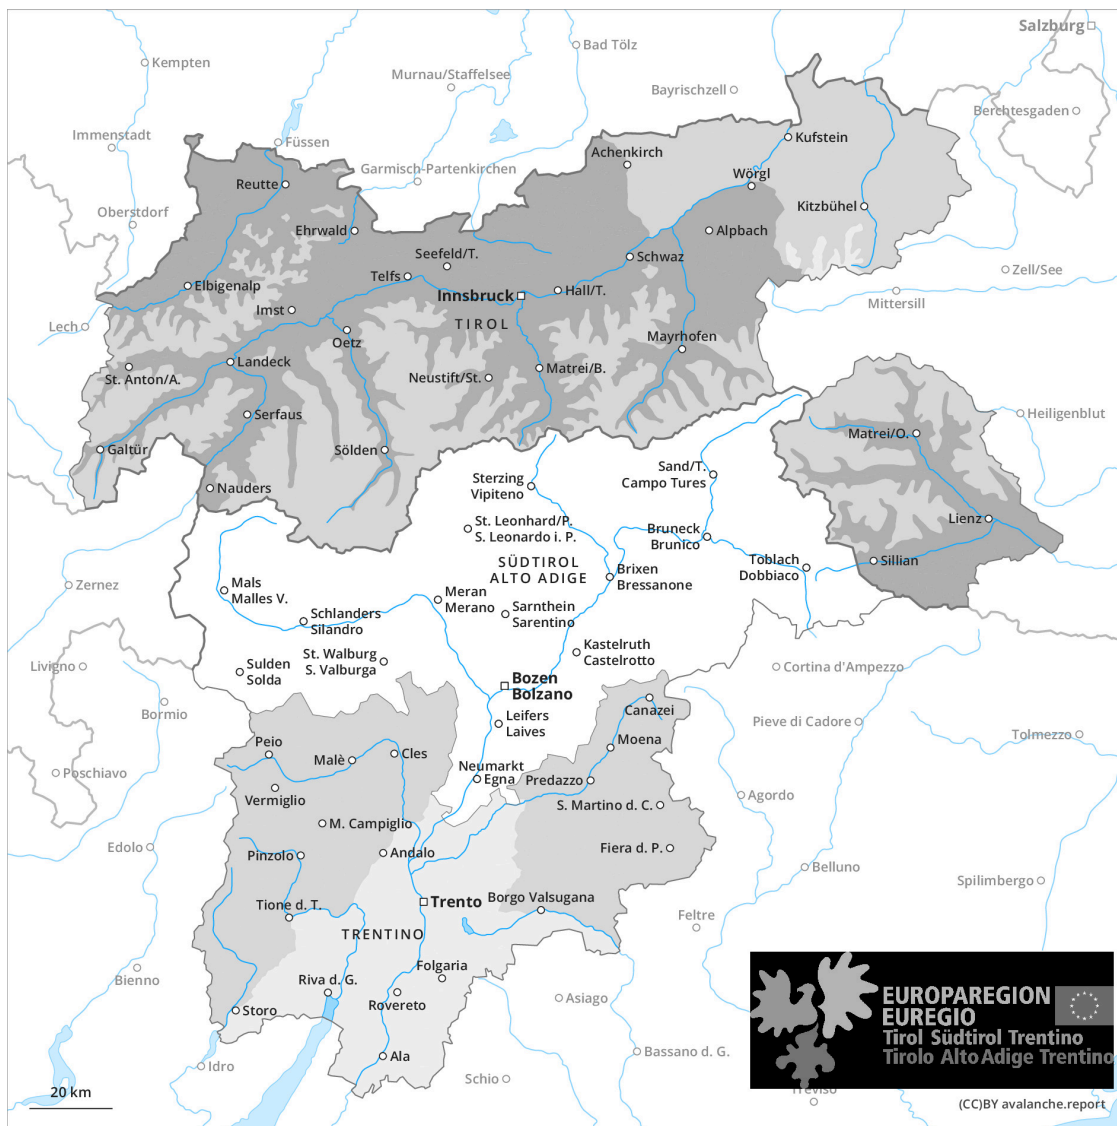 Salzburg
Bad Tölz
Kempten
Murnau/Staffelsee
Bayrischzell
Berchtesgaden
Immenstadt
Füssen
Kufstein
Achenkirch
Garmisch-Partenkirchen
Wörgl
Reutte
Oberstdorf
Kitzbühel
Ehrwald
Alpbach
Seefeld/T.
Schwaz
Zell/See
Telfs
Elbigenalp
Innsbruck
Hall/T.
Mittersill
Imst
TIROL
Lech
Oetz
Mayrhofen
Landeck
Matrei/B.
St. Anton/A.
Neustift/St.
Serfaus
Heiligenblut
Matrei/O.
Galtür
Sölden
Sand/T.
Campo Tures
Sterzing
Vipiteno
Nauders
Lienz
St. Leonhard/P.
S. Leonardo i. P.
Bruneck
Brunico
SÜDTIROL
ALTO ADIGE
Toblach
Dobbiaco
Sillian
Brixen
Bressanone
Zernez
Mals
Malles V.
Meran
Merano
Sarnthein
Sarentino
Schlanders
Silandro
Kastelruth
Castelrotto
St. Walburg
S. Valburga
Livigno
Sulden
Solda
Cortina d'Ampezzo
Bozen
Bolzano
Bormio
Canazei
Leifers
Laives
Pieve di Cadore
Tolmezzo
Peio
Moena
Malè
Cles
Neumarkt
Egna
Poschiavo
Predazzo
Vermiglio
Agordo
S. Martino d. C.
M. Campiglio
Edolo
Fiera d. P.
Pinzolo
Andalo
Belluno
Spilimbergo
Tione d. T.
Trento
Borgo Valsugana
Feltre
TRENTINO
Folgaria
Bienno
Riva d. G.
Rovereto
Asiago
Storo
Ala
Idro
Bassano d. G.
Schio
EUROPAREGION
EUREGIO
Tirol Südtirol Trentino
Tirolo Alto Adige Trentino
Treviso
20 km
(CC)BY avalanche.report